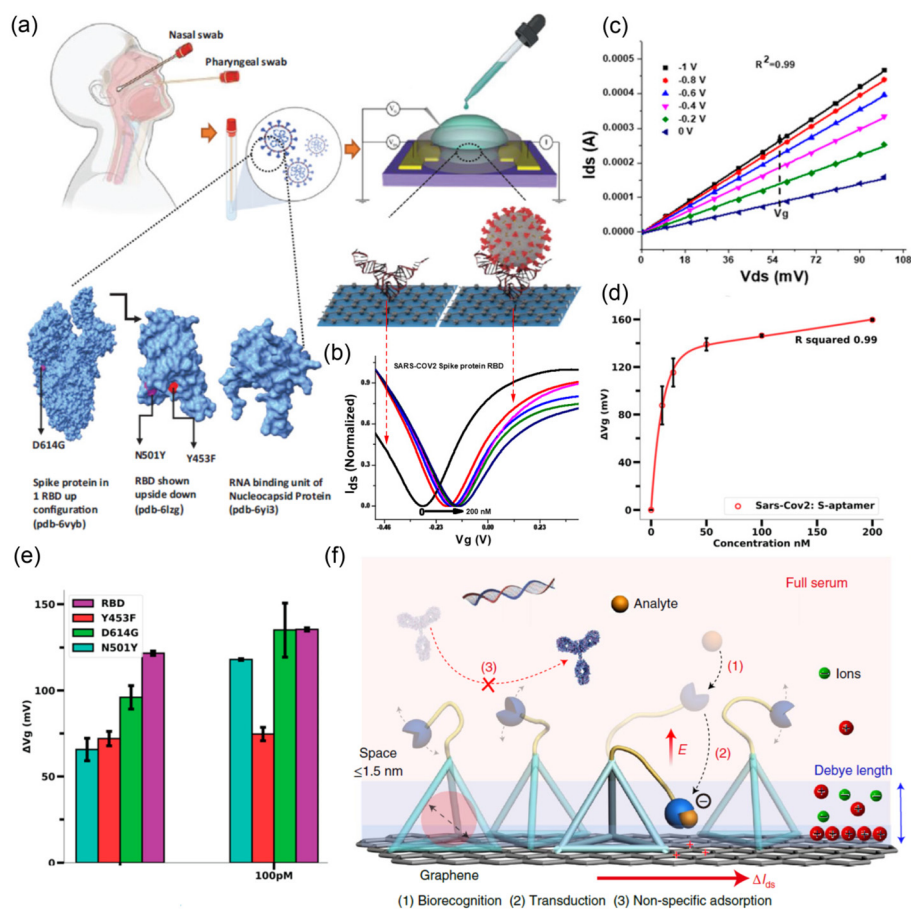 (a)
Nasal swab
Pharyngeal swab
D614G
N501Y
Y453F
Spike protein in
1 RBD up
configuration
(pdb-6vyb)
RBD shown
upside down
(pdb-6lzg)
RNA binding unit of
Nucleocapsid Protein
(pdb-6yi3)
(b)
SARS-COV2 Spike protein RBD
Ids (Normalized)
0.9
0.6
0.3
0.0
0
200 nM
-0.46
-0.23
0.00
0.23
Vg (V)
(c)
0.0005
0.0004
0.0003
0.0002
0.0001
0.0000
Ids (A)
R2=0.99
-1 V
-0.8 V
-0.6 V
-0.4 V
-0.2 V
0 V
Vg
0 18 36 54 72 90 108
Vds (mV)
(d)
160
120
80
40
0
ΔVg (mV)
R squared 0.99
Sars-Cov2: S-aptamer
0 50 100 150 200
Concentration nM
(e)
150
100
50
0
ΔVg (mV)
RBD
Y453F
D614G
N501Y
100pM
(f)
Full serum
Analyte
(1)
(3)
Ions
Space
≤1.5 nm
E
(2)
Debye length
Graphene
ΔIds
(1) Biorecognition (2) Transduction (3) Non-specific adsorption